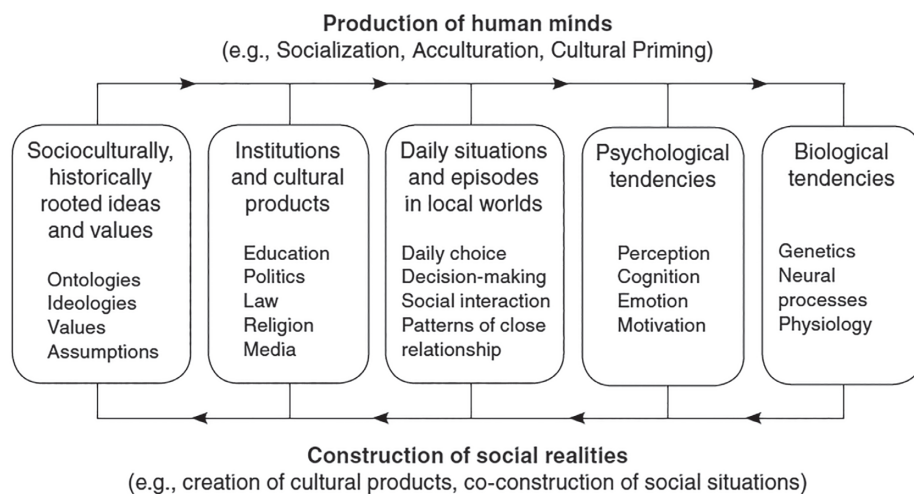 Production of human minds
(e.g., Socialization, Acculturation, Cultural Priming)
Socioculturally,
historically
rooted ideas
and values
Ontologies
Ideologies
Values
Assumptions
Institutions
and cultural
products
Education
Politics
Law
Religion
Media
Daily situations
and episodes
in local worlds
Daily choice
Decision-making
Social interaction
Patterns of close
relationship
Psychological
tendencies
Perception
Cognition
Emotion
Motivation
Biological
tendencies
Genetics
Neural
processes
Physiology
Construction of social realities
(e.g., creation of cultural products, co-construction of social situations)